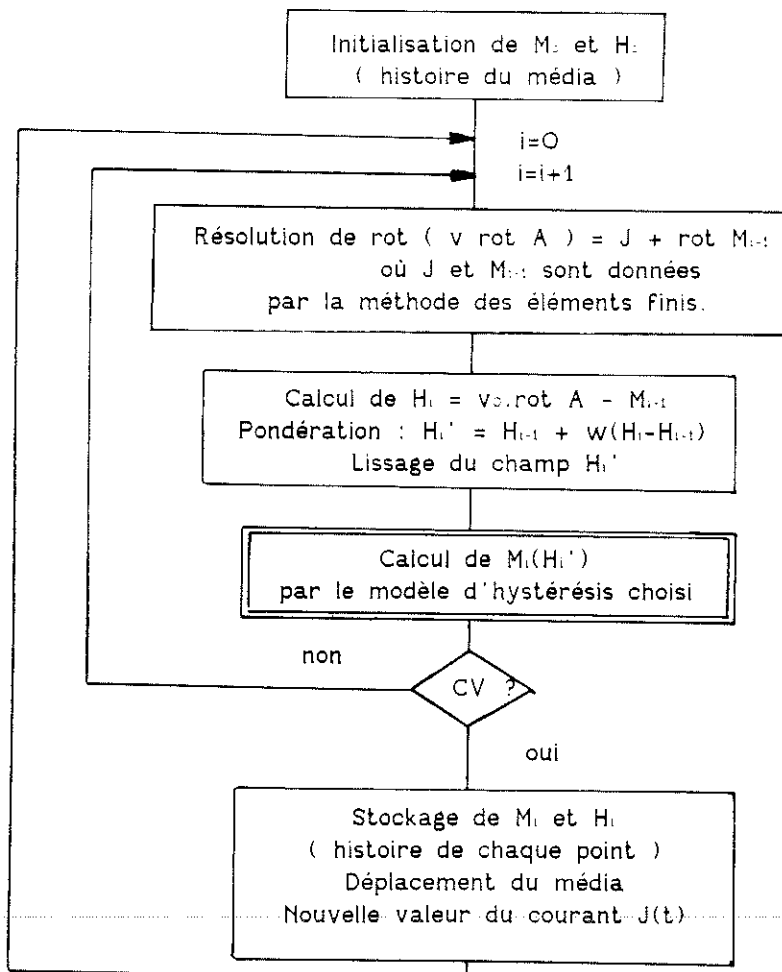 Initialisation de M₀ et H₀
( histoire du média )
i=0
i=i+1
Résolution de rot ( ν rot A ) = J + rot Mᵢ₋₁
où J et Mᵢ₋₁ sont données
par la méthode des éléments finis.
Calcul de Hᵢ = ν₀.rot A - Mᵢ₋₁
Pondération : Hᵢ' = Hᵢ₋₁ + w(Hᵢ-Hᵢ₋₁)
Lissage du champ Hᵢ'
Calcul de Mᵢ(Hᵢ')
par le modèle d'hystérésis choisi
non
CV ?
oui
Stockage de Mᵢ et Hᵢ
( histoire de chaque point )
Déplacement du média
Nouvelle valeur du courant J(t)